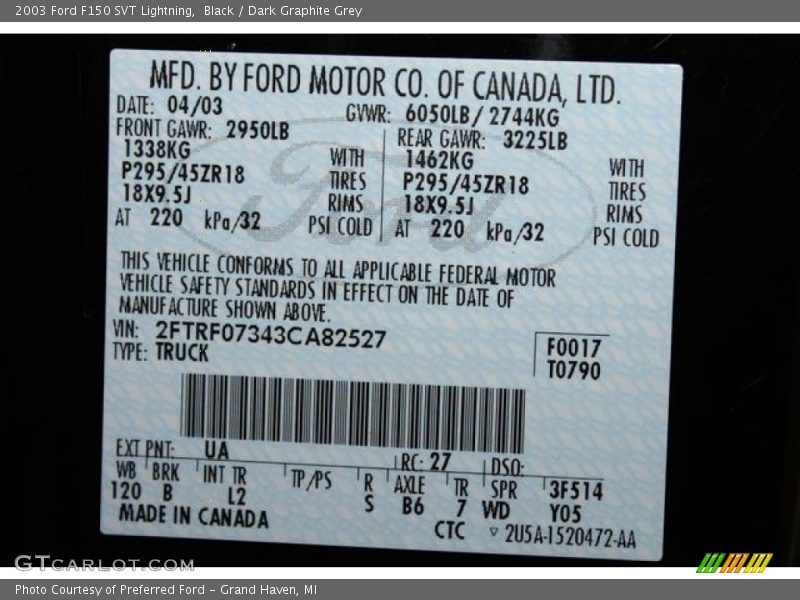 2003 Ford F150 SVT Lightning,  Black / Dark Graphite Grey
MFD. BY FORD MOTOR CO. OF CANADA, LTD.
DATE: 04/03 GVWR: 6050LB/ 2744KG
FRONT GAWR: 2950LB REAR GAWR: 3225LB
1338KG WITH 1462KG WITH
P295/45ZR18 TIRES P295/45ZR18 TIRES
18X9.5J RIMS 18X9.5J RIMS
AT 220 kPa/32 PSI COLD AT 220 kPa/32 PSI COLD
Ford
THIS VEHICLE CONFORMS TO ALL APPLICABLE FEDERAL MOTOR
VEHICLE SAFETY STANDARDS IN EFFECT ON THE DATE OF
MANUFACTURE SHOWN ABOVE.
VIN: 2FTRF07343CA82527 F0017
TYPE: TRUCK T0790
EXT PNT: UA RC: 27 DSO:
WB BRK INT TR TP/PS R AXLE TR SPR 3F514
120 B L2 S B6 7 WD Y05
MADE IN CANADA CTC ▽ 2U5A-1520472-AA
GTCARLOT.COM
Photo Courtesy of Preferred Ford – Grand Haven, MI